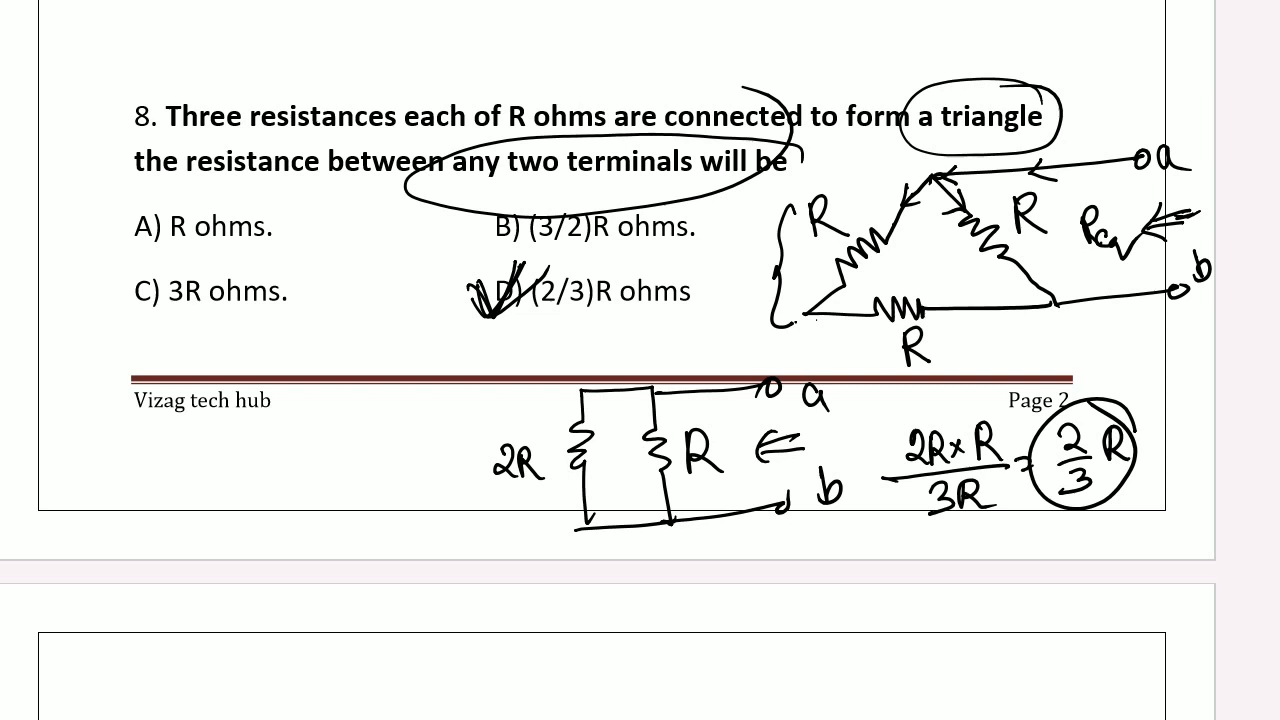 8. Three resistances each of R ohms are connected to form a triangle
the resistance between any two terminals will be
A) R ohms. B) (3/2)R ohms.
C) 3R ohms. D) (2/3)R ohms
a
R
R
Req
b
R
Vizag tech hub Page 2
a
2R
R
b
2R×R
3R
=
2
3
R